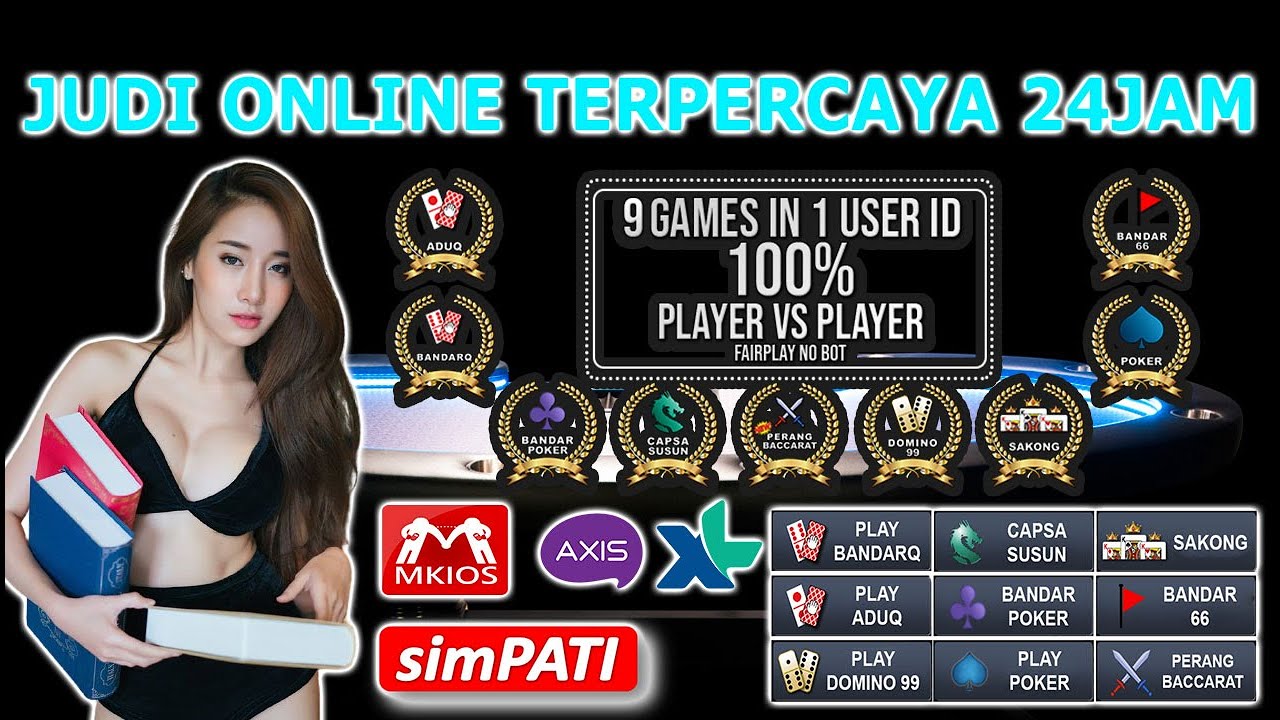 JUDI ONLINE TERPERCAYA 24JAM
ADUQ
BANDARQ
9 GAMES IN 1 USER ID
100%
PLAYER VS PLAYER
FAIRPLAY NO BOT
BANDAR
66
POKER
BANDAR
POKER
CAPSA
SUSUN
PERANG
BACCARAT
DOMINO
99
SAKONG
MKIOS
AXIS
XL
simPATI
PLAY
BANDARQ
CAPSA
SUSUN
SAKONG
PLAY
ADUQ
BANDAR
POKER
BANDAR
66
PLAY
DOMINO 99
PLAY
POKER
PERANG
BACCARAT